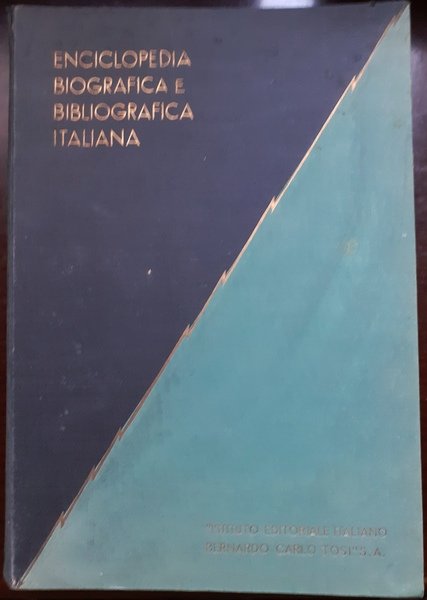 ENCICLOPEDIA
BIOGRAFICA E
BIBLIOGRAFICA
ITALIANA
"ISTITUTO EDITORIALE ITALIANO
BERNARDO CARLO TOSI" S. A.